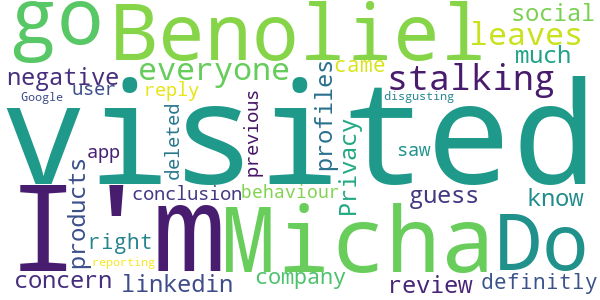 go Benoliel social
leaves
negative everyone came stalking much
Google user reply deleted previous profiles disgusting
visited
app saw
I'm conclusion behaviour Privacy guess know
products right Micha Do
reporting
concern linkedin company review definitly